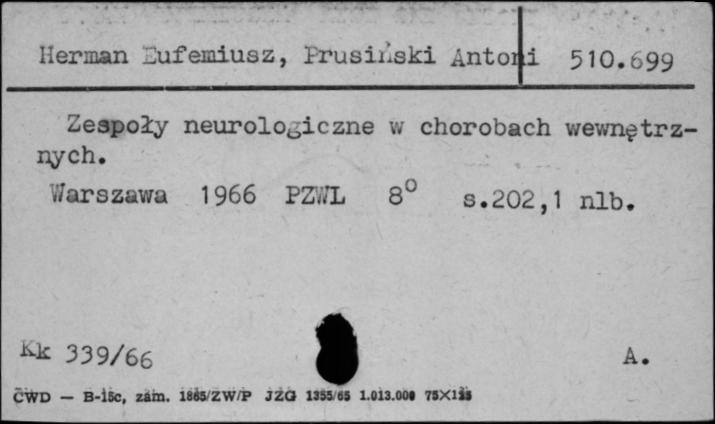 Herman Eufemiusz, Prusiński Antoni 510.699
Zespoły neurologiczne w chorobach wewnętrz-
nych.
Warszawa 1966 PZWL 8° s.202,1 nlb.
Kk 339/66 A.
CWD — B-15c, zam. 1865/ZW/P JZG 1355/65 1.013.000 75X125